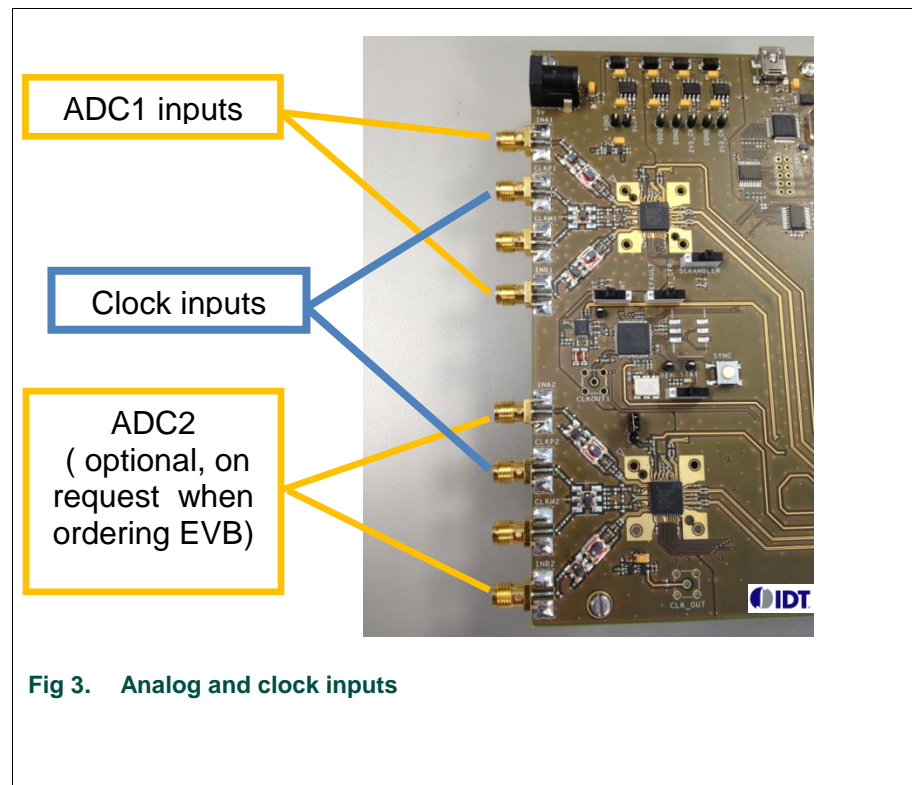 ADC1 inputs
Clock inputs
ADC2
( optional, on
request when
ordering EVB)
INA1
CLKP1
CLKM1
INB1
SCRAMBLER
SYNC
CLKOUT1
INA2
CLKP2
CLKM2
INB2
CLK_OUT
IDT
Fig 3. Analog and clock inputs